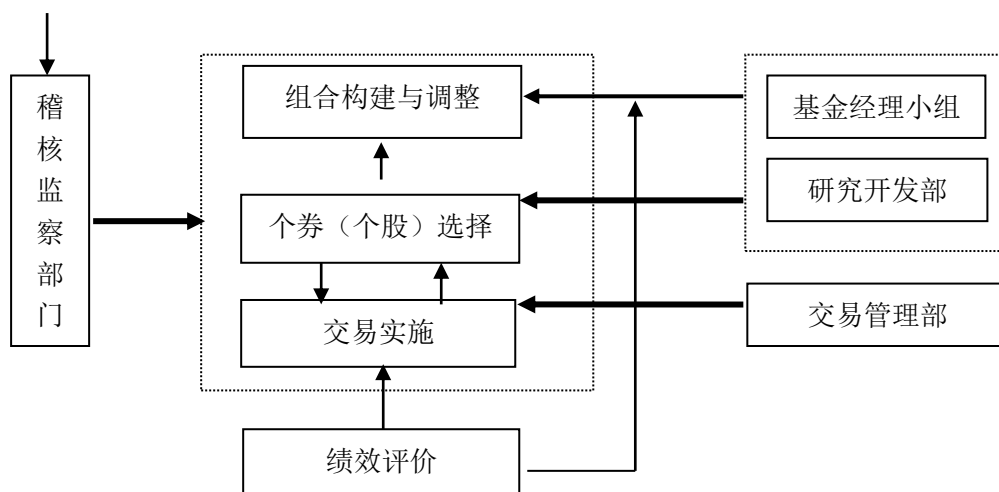 稽核监察部门
组合构建与调整
个券（个股）选择
交易实施
绩效评价
基金经理小组
研究开发部
交易管理部